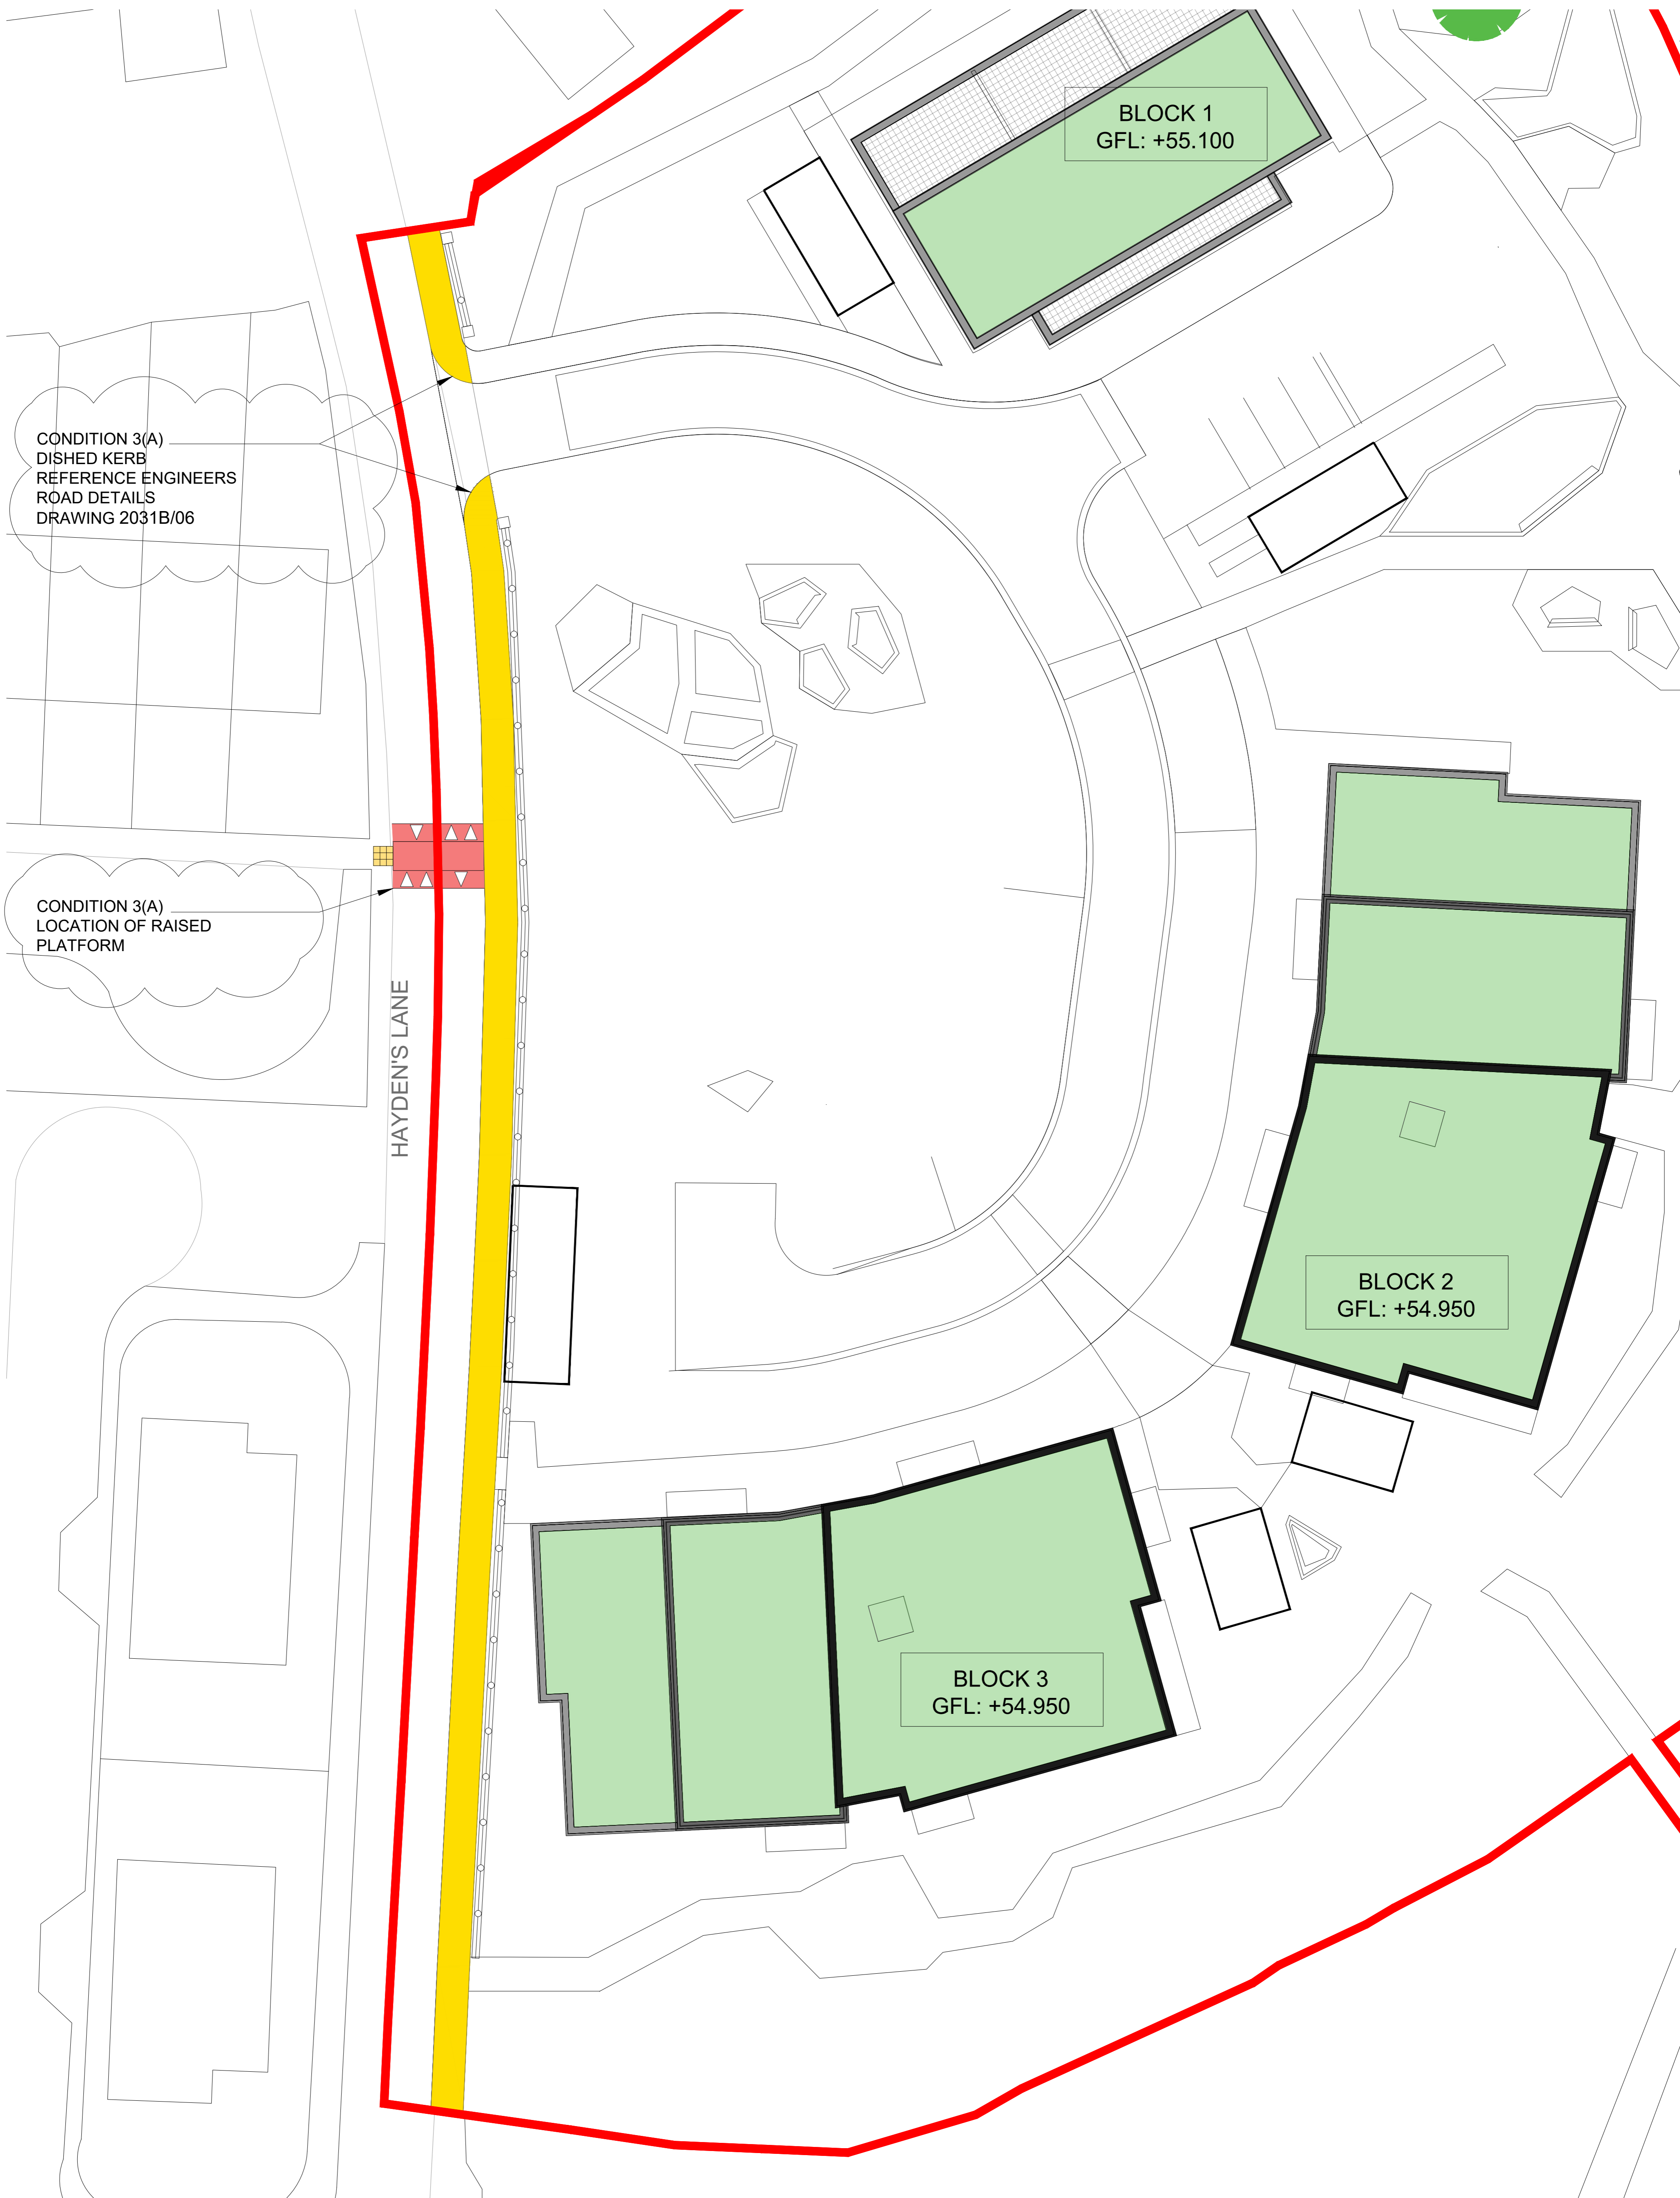 BLOCK 1
GFL: +55.100
CONDITION 3(A)
DISHED KERB
REFERENCE ENGINEERS
ROAD DETAILS
DRAWING 2031B/06
CONDITION 3(A)
LOCATION OF RAISED
PLATFORM
HAYDEN'S LANE
BLOCK 2
GFL: +54.950
BLOCK 3
GFL: +54.950